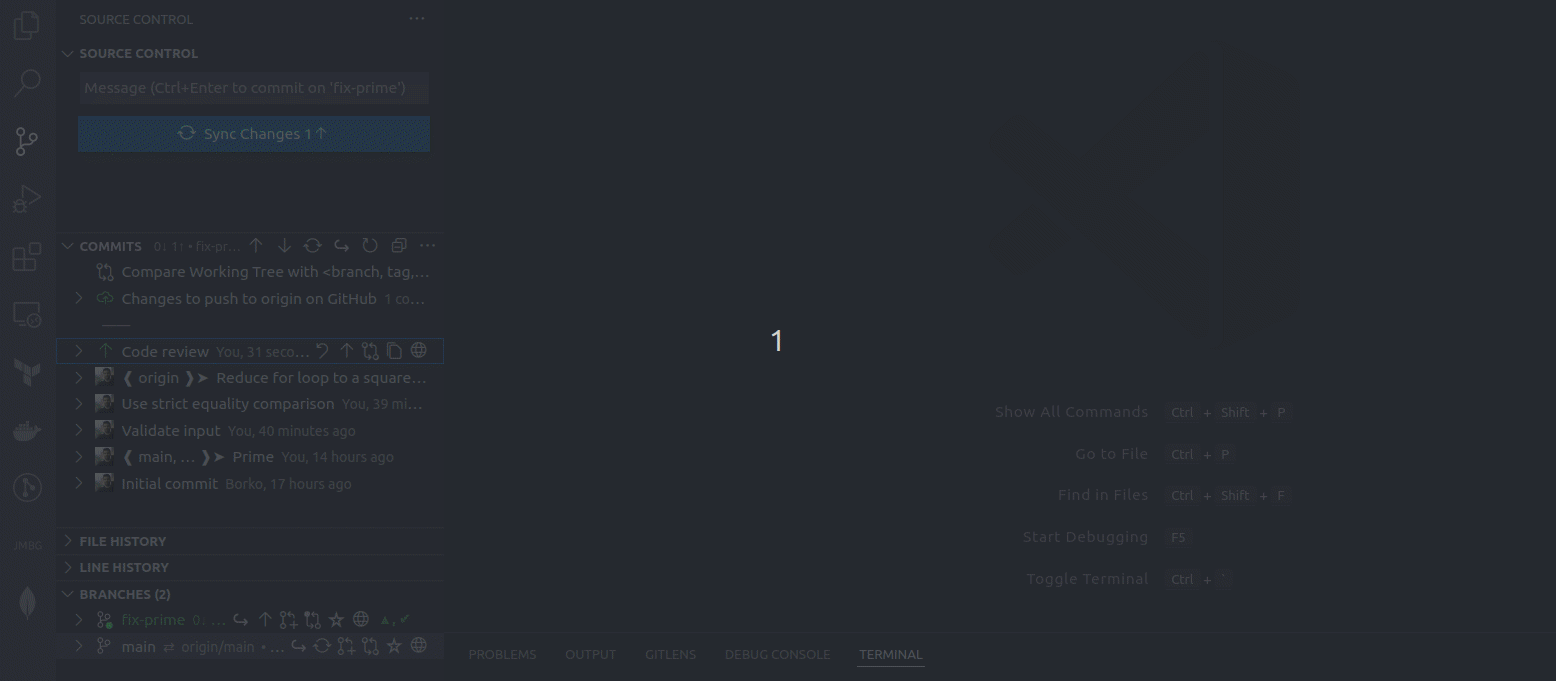 SOURCE CONTROL
SOURCE CONTROL
Message (Ctrl+Enter to commit on 'fix-prime')
Sync Changes 1↑
COMMITS 0↓ 1↑ • fix-pr...
Compare Working Tree with <branch, tag,...
Changes to push to origin on GitHub 1 co...
Code review You, 31 seco...
❰ origin ❱➤ Reduce for loop to a square...
Use strict equality comparison You, 39 mi...
Validate input You, 40 minutes ago
❰ main, ... ❱➤ Prime You, 14 hours ago
Initial commit Borko, 17 hours ago
FILE HISTORY
LINE HISTORY
JMBG
BRANCHES (2)
fix-prime 0↓ ...
main ⇄ origin/main • ...
1
Show All Commands Ctrl + Shift + P
Go to File Ctrl + P
Find in Files Ctrl + Shift + F
Start Debugging F5
Toggle Terminal Ctrl + `
PROBLEMS OUTPUT GITLENS DEBUG CONSOLE TERMINAL